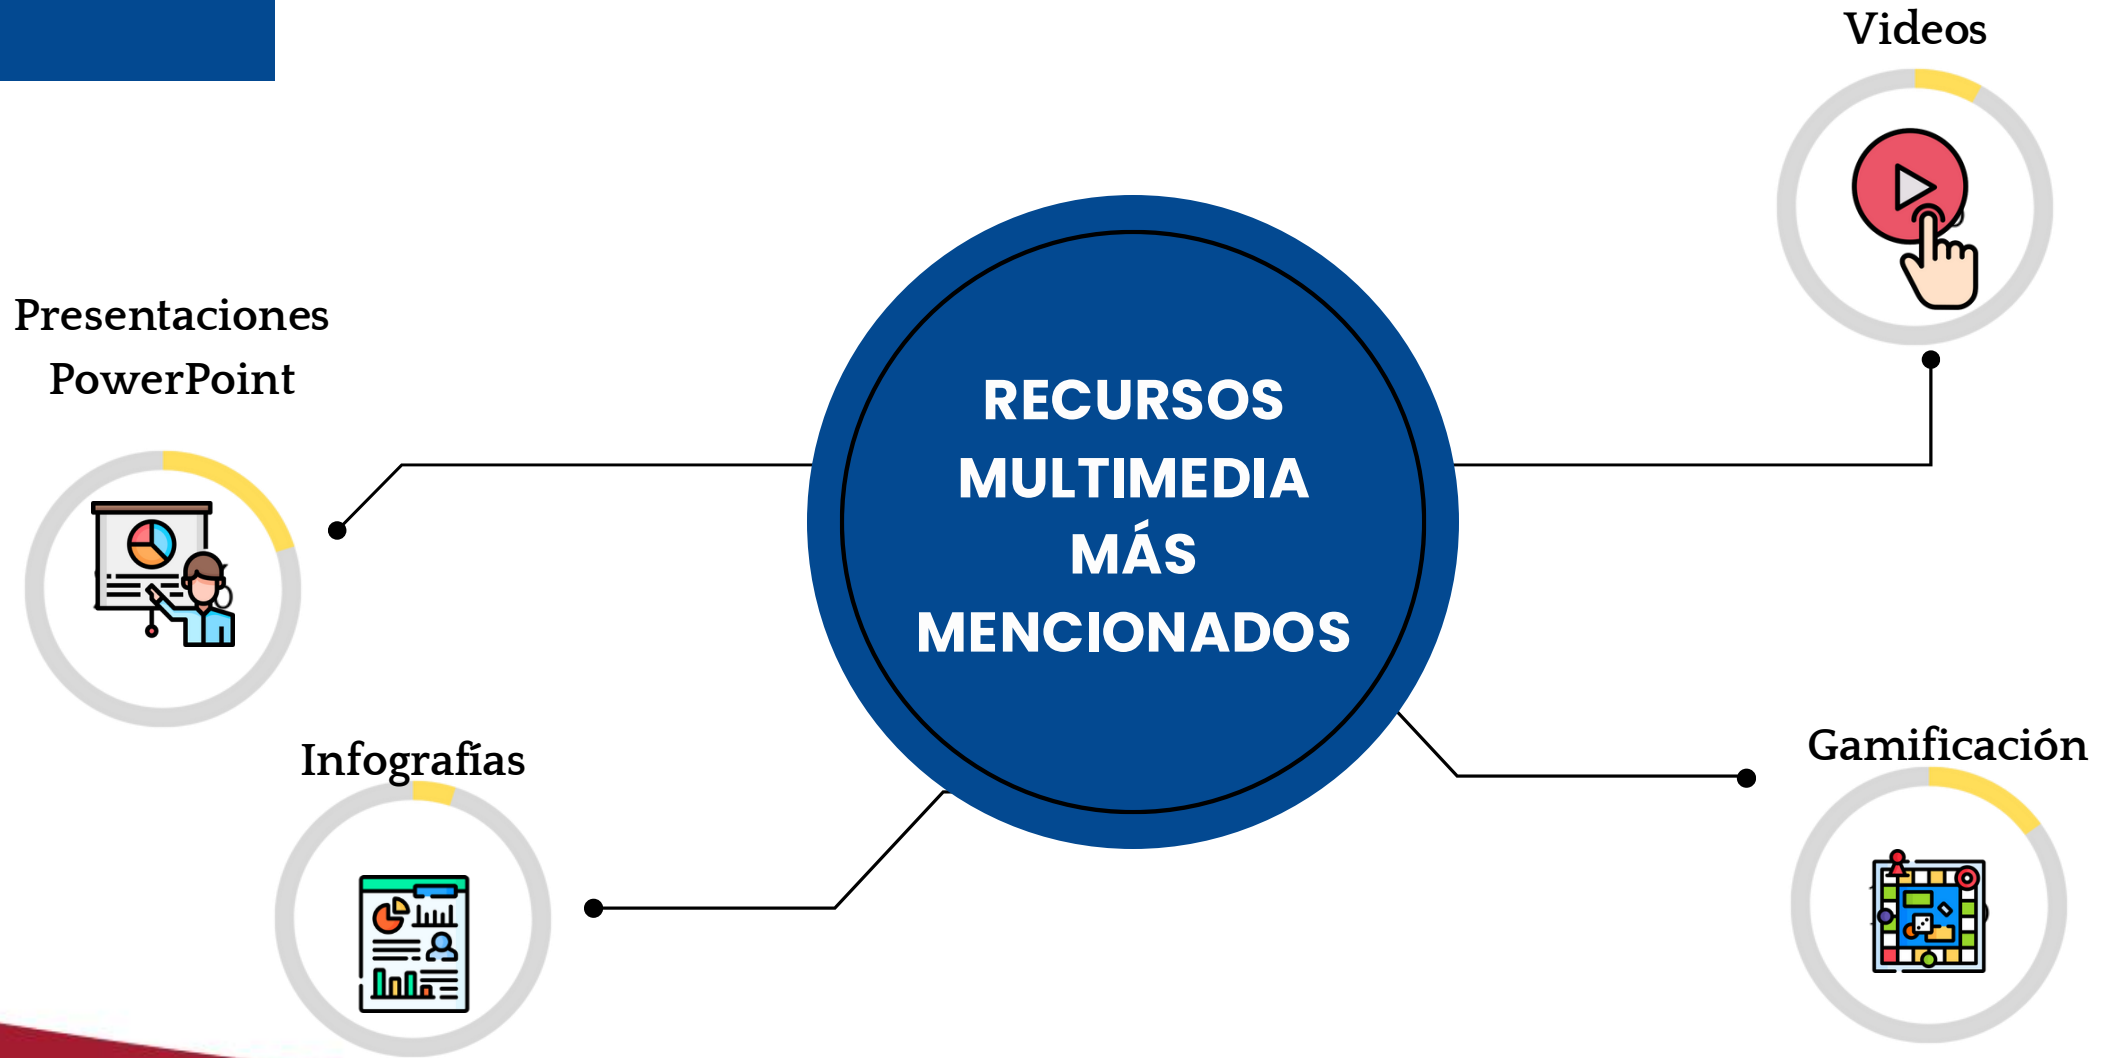 Videos
Presentaciones
PowerPoint
RECURSOS
MULTIMEDIA
MÁS
MENCIONADOS
Infografías
Gamificación